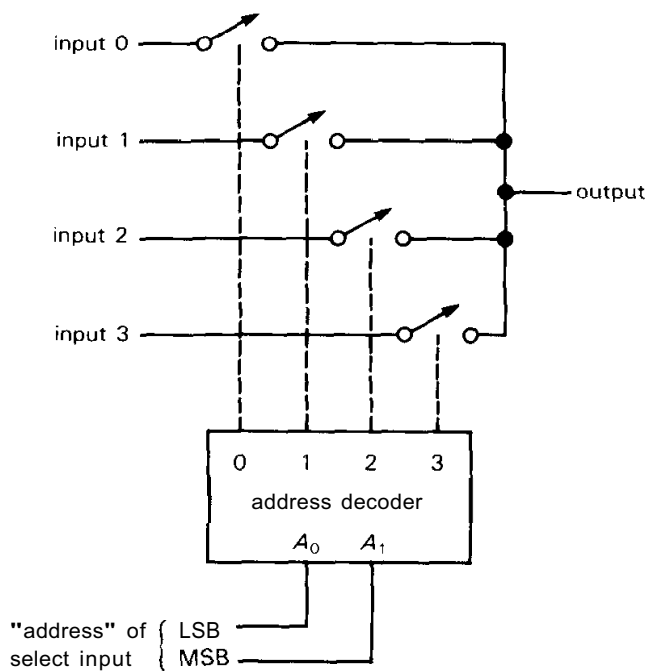 input 0
input 1
output
input 2
input 3
0 1 2 3
address decoder
A₀ A₁
"address" of { LSB
select input { MSB